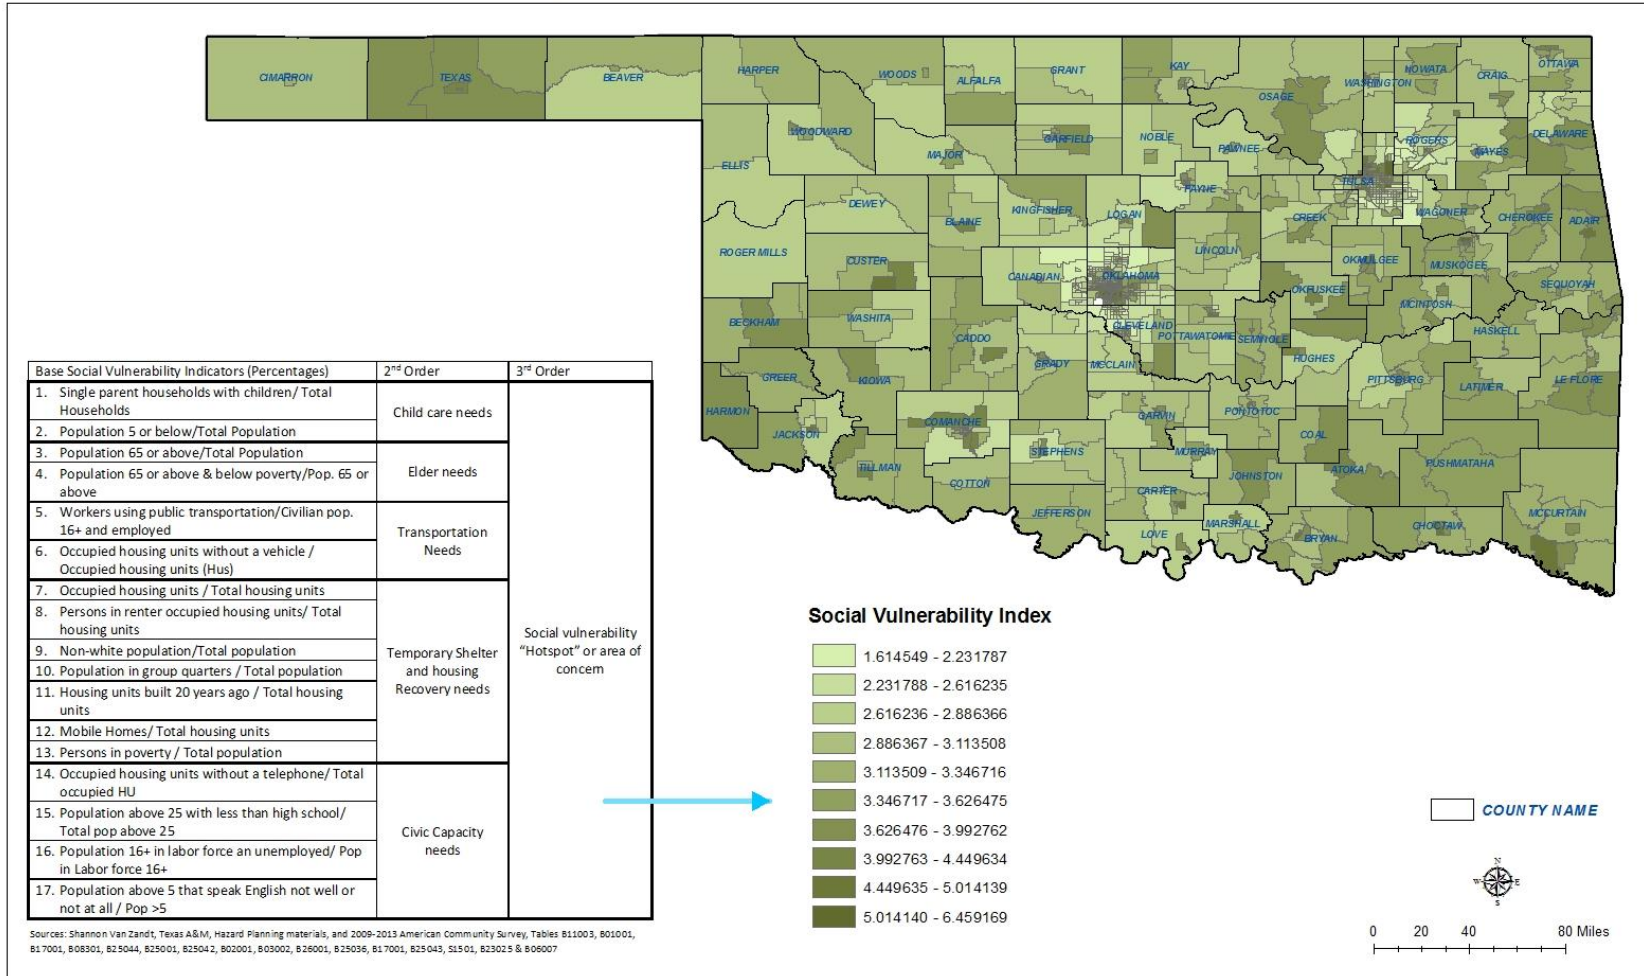 CIMARRON
TEXAS
BEAVER
HARPER
WOODS
ALFALFA
GRANT
KAY
OSAGE
WASHINGTON
NOWATA
CRAIG
OTTAWA
WOODWARD
MAJOR
GARFIELD
NOBLE
PAWNEE
ROGERS
MAYES
DELAWARE
ELLIS
DEWEY
BLAINE
KINGFISHER
LOGAN
PAYNE
TULSA
CREEK
WAGONER
CHEROKEE
ADAIR
ROGER MILLS
CUSTER
CANADIAN
OKLAHOMA
LINCOLN
OKMULGEE
MUSKOGEE
SEQUOYAH
OKFUSKEE
MCINTOSH
BECKHAM
WASHITA
CADDO
CLEVELAND
POTTAWATOMIE
SEMINOLE
HUGHES
HASKELL
GREER
KIOWA
GRADY
MCCLAIN
PITTSBURG
LATIMER
LE FLORE
HARMON
JACKSON
COMANCHE
GARVIN
PONTOTOC
COAL
TILLMAN
COTTON
STEPHENS
MURRAY
JOHNSTON
ATOKA
PUSHMATAHA
JEFFERSON
CARTER
LOVE
MARSHALL
BRYAN
CHOCTAW
MCCURTAIN
Base Social Vulnerability Indicators (Percentages) 2nd Order 3rd Order
1. Single parent households with children/ Total
Households
2. Population 5 or below/Total Population
Child care needs
3. Population 65 or above/Total Population
4. Population 65 or above & below poverty/Pop. 65 or
above
Elder needs
5. Workers using public transportation/Civilian pop.
16+ and employed
6. Occupied housing units without a vehicle /
Occupied housing units (Hus)
Transportation
Needs
7. Occupied housing units / Total housing units
8. Persons in renter occupied housing units/ Total
housing units
9. Non-white population/Total population
10. Population in group quarters / Total population
11. Housing units built 20 years ago / Total housing
units
12. Mobile Homes/ Total housing units
13. Persons in poverty / Total population
Temporary Shelter
and housing
Recovery needs
14. Occupied housing units without a telephone/ Total
occupied HU
15. Population above 25 with less than high school/
Total pop above 25
16. Population 16+ in labor force an unemployed/ Pop
in Labor force 16+
17. Population above 5 that speak English not well or
not at all / Pop >5
Civic Capacity
needs
Social vulnerability
“Hotspot” or area of
concern
Sources: Shannon Van Zandt, Texas A&M, Hazard Planning materials, and 2009-2013 American Community Survey, Tables B11003, B01001,
B17001, B08301, B25044, B25001, B25042, B02001, B03002, B26001, B25036, B17001, B25043, S1501, B23025 & B06007
Social Vulnerability Index
1.614549 - 2.231787
2.231788 - 2.616235
2.616236 - 2.886366
2.886367 - 3.113508
3.113509 - 3.346716
3.346717 - 3.626475
3.626476 - 3.992762
3.992763 - 4.449634
4.449635 - 5.014139
5.014140 - 6.459169
COUNTY NAME
N
W E
S
0 20 40 80 Miles